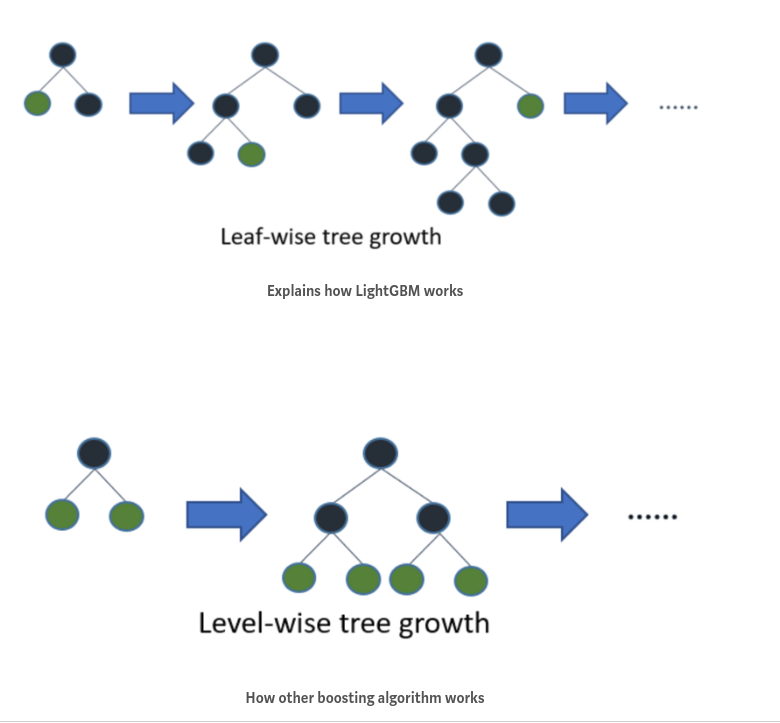 ......
Leaf-wise tree growth
Explains how LightGBM works
......
Level-wise tree growth
How other boosting algorithm works